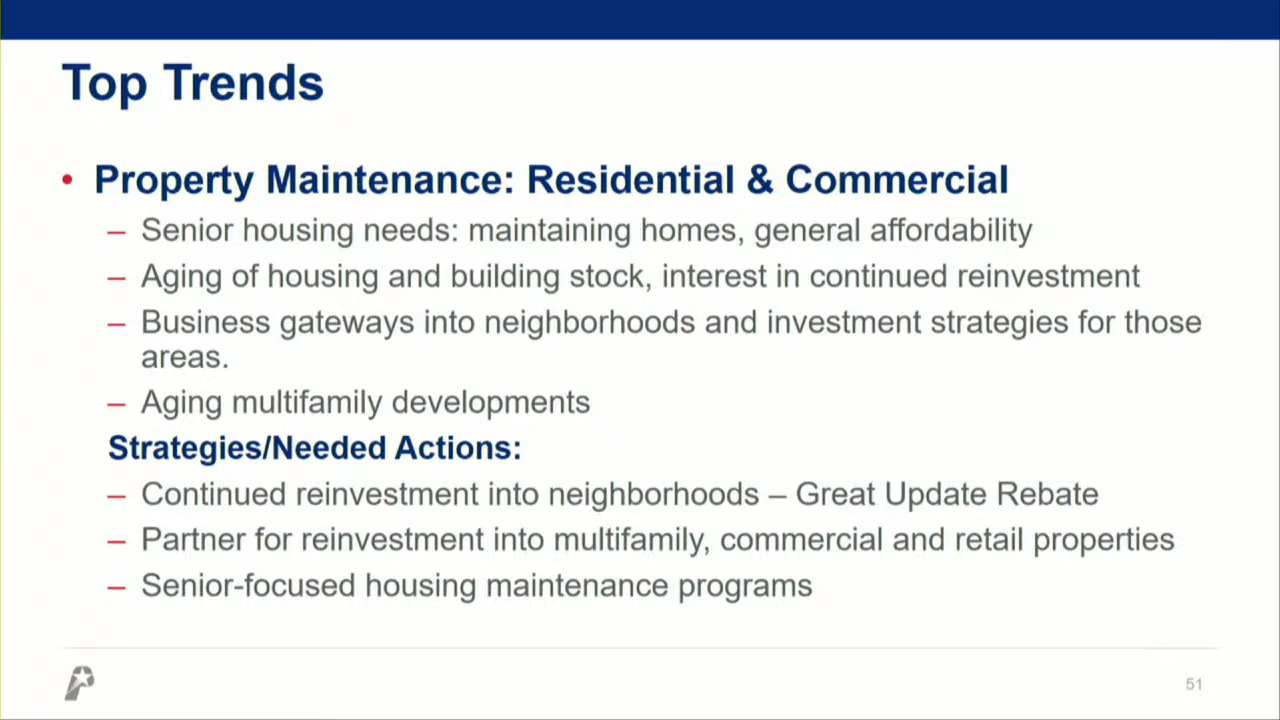 Top Trends
• Property Maintenance: Residential & Commercial
– Senior housing needs: maintaining homes, general affordability
– Aging of housing and building stock, interest in continued reinvestment
– Business gateways into neighborhoods and investment strategies for those
areas.
– Aging multifamily developments
Strategies/Needed Actions:
– Continued reinvestment into neighborhoods – Great Update Rebate
– Partner for reinvestment into multifamily, commercial and retail properties
– Senior-focused housing maintenance programs
P
51